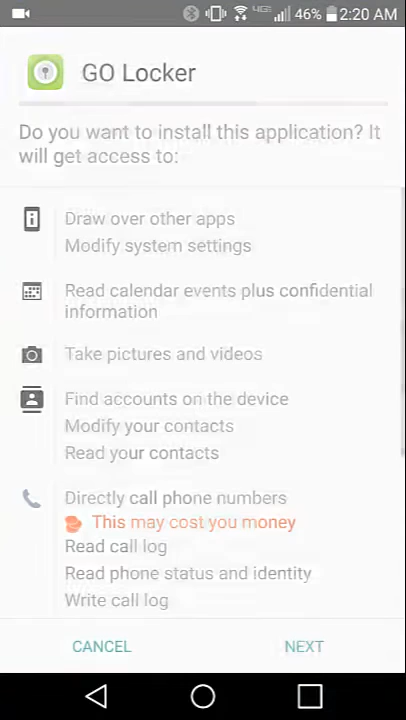 46% 2:20 AM
GO Locker
Do you want to install this application? It
will get access to:
Draw over other apps
Modify system settings
Read calendar events plus confidential
information
Take pictures and videos
Find accounts on the device
Modify your contacts
Read your contacts
Directly call phone numbers
This may cost you money
Read call log
Read phone status and identity
Write call log
CANCEL NEXT